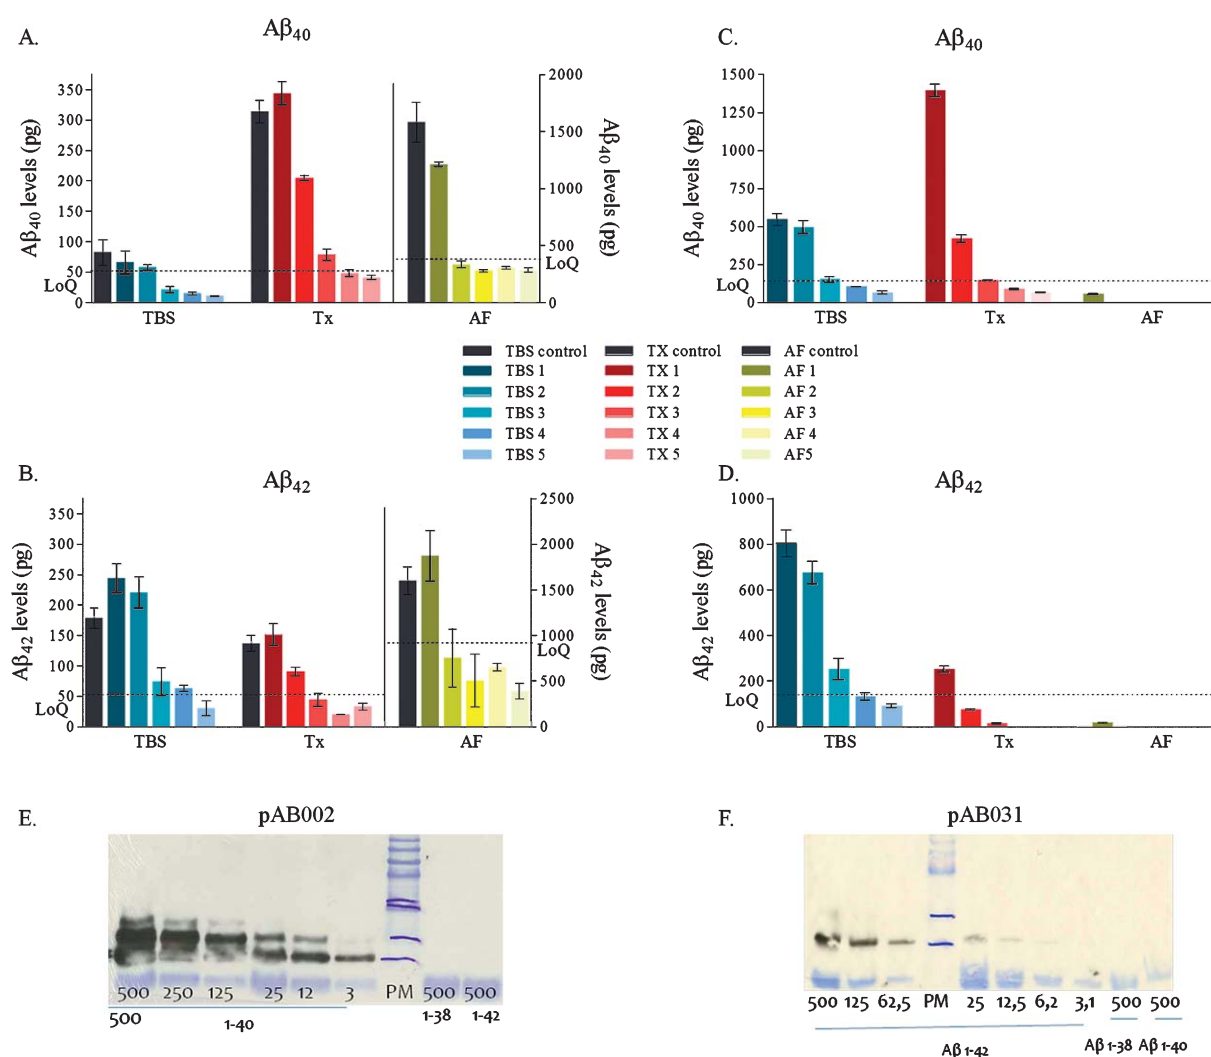 A.
Aβ40
Aβ40 levels (pg)
350
300
250
200
150
100
50
0
LoQ
TBS
Tx
AF
2000
1500
1000
500
0
LoQ
Aβ40 levels (pg)
C.
Aβ40
Aβ40 levels (pg)
1500
1250
1000
750
500
250
0
LoQ
TBS
Tx
AF
TBS control
TX control
AF control
TBS 1
TX 1
AF 1
TBS 2
TX 2
AF 2
TBS 3
TX 3
AF 3
TBS 4
TX 4
AF 4
TBS 5
TX 5
AF5
B.
Aβ42
Aβ42 levels (pg)
350
300
250
200
150
100
50
0
LoQ
TBS
Tx
AF
2500
2000
1500
1000
500
0
LoQ
Aβ42 levels (pg)
D.
Aβ42
Aβ42 levels (pg)
1000
800
600
400
200
0
LoQ
TBS
Tx
AF
E.
pAB002
500 250 125 25 12 3 PM 500 500
500 1-40 1-38 1-42
F.
pAB031
500 125 62,5 PM 25 12,5 6,2 3,1 500 500
Aβ 1-42 Aβ 1-38 Aβ 1-40